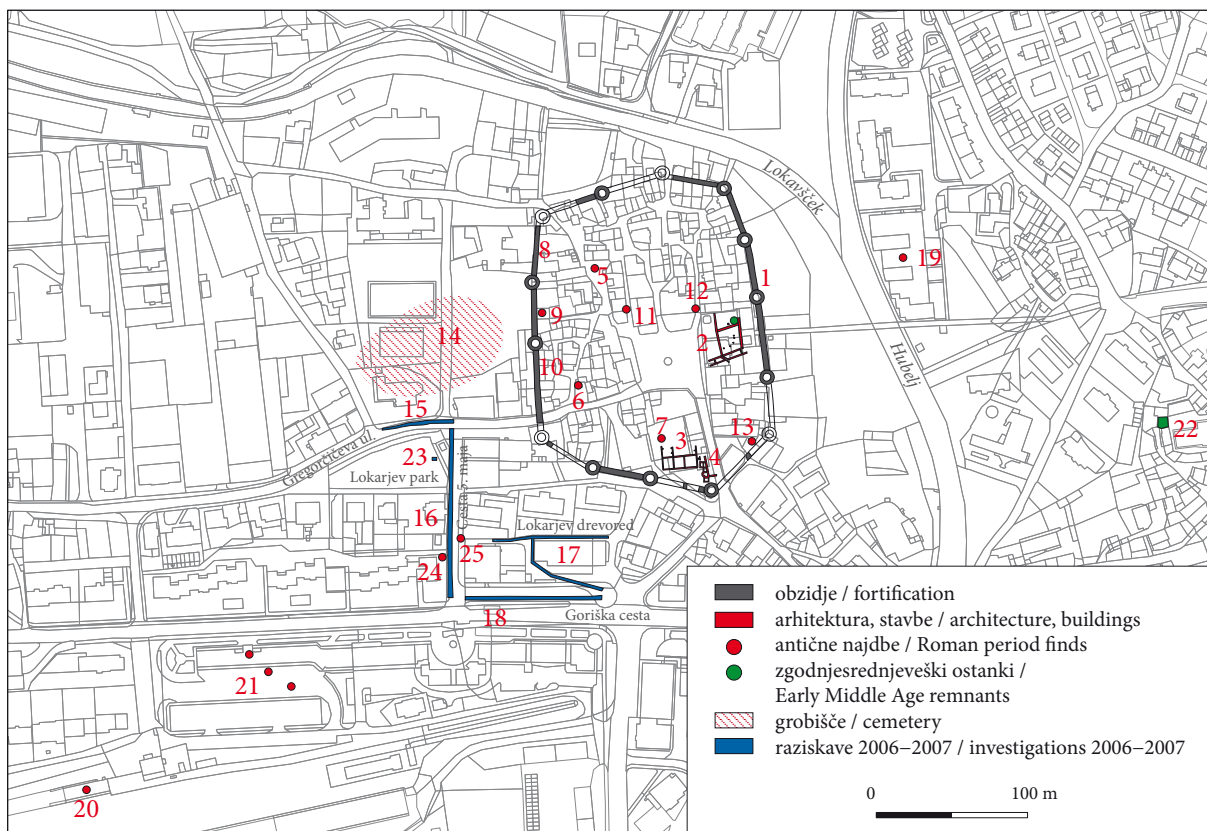 Lokavšček
8
5
1
19
9
11
12
14
2
10
Hubelj
6
15
7
3
13
22
Gregorčičeva ul.
23
4
Lokarjev park
Cesta 5. maja
16
Lokarjev drevored
25
17
24
18
Goriška cesta
21
20
obzidje / fortification
arhitektura, stavbe / architecture, buildings
antične najdbe / Roman period finds
zgodnjesrednjeveški ostanki /
Early Middle Age remnants
grobišče / cemetery
raziskave 2006–2007 / investigations 2006–2007
0 100 m